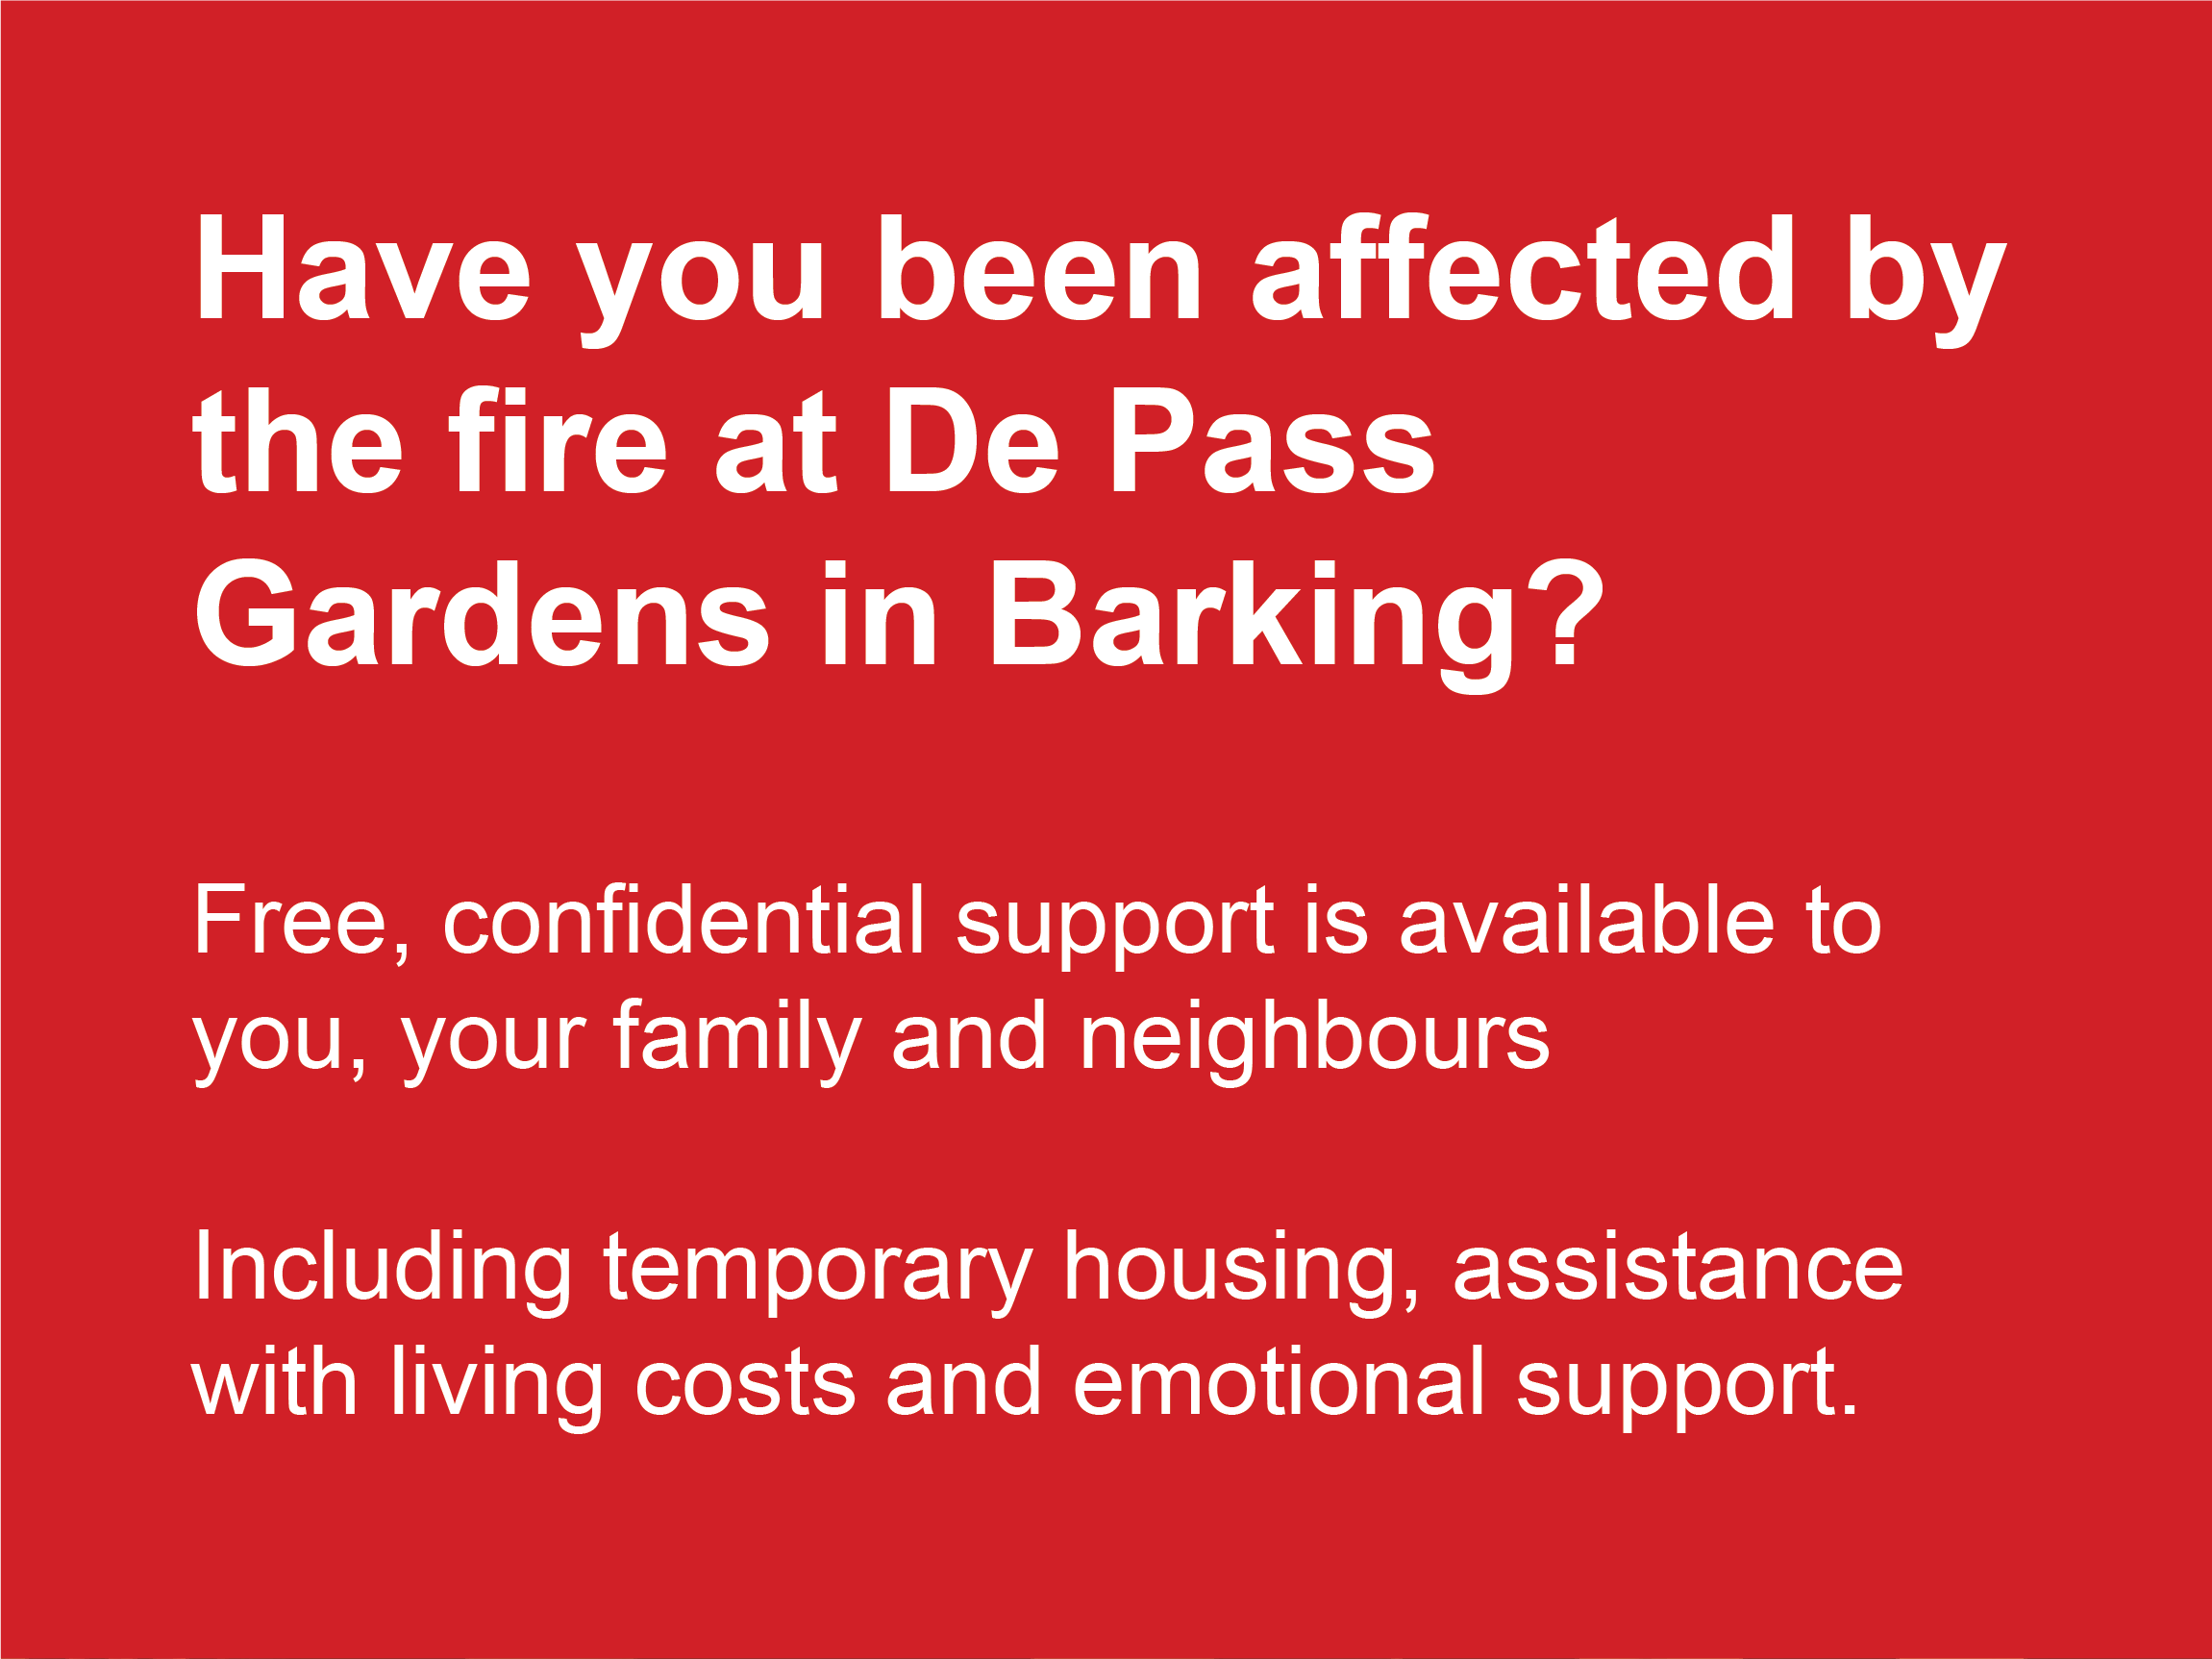 Have you been affected by
the fire at De Pass
Gardens in Barking?
Free, confidential support is available to
you, your family and neighbours
Including temporary housing, assistance
with living costs and emotional support.